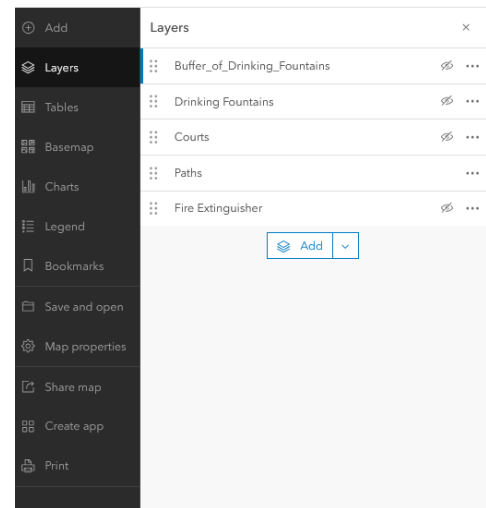 Add
Layers
Tables
Basemap
Charts
Legend
Bookmarks
Save and open
Map properties
Share map
Create app
Print
Layers
Buffer_of_Drinking_Fountains
Drinking Fountains
Courts
Paths
Fire Extinguisher
Add